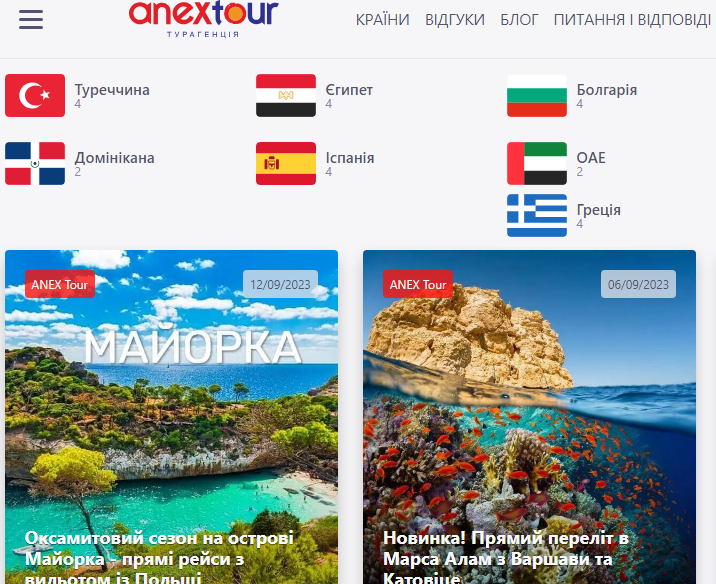 anextour
ТУРАГЕНЦІЯ
КРАЇНИ ВІДГУКИ БЛОГ ПИТАННЯ І ВІДПОВІДІ
Туреччина
4
Єгипет
4
Болгарія
4
Домінікана
2
Іспанія
4
ОАЕ
2
Греція
4
ANEX Tour
12/09/2023
МАЙОРКА
Оксамитовий сезон на острові
Майорка - прямі рейси з
вильотом із Польщі
ANEX Tour
06/09/2023
Новинка! Прямий переліт в
Марса Алам з Варшави та
Катовіце